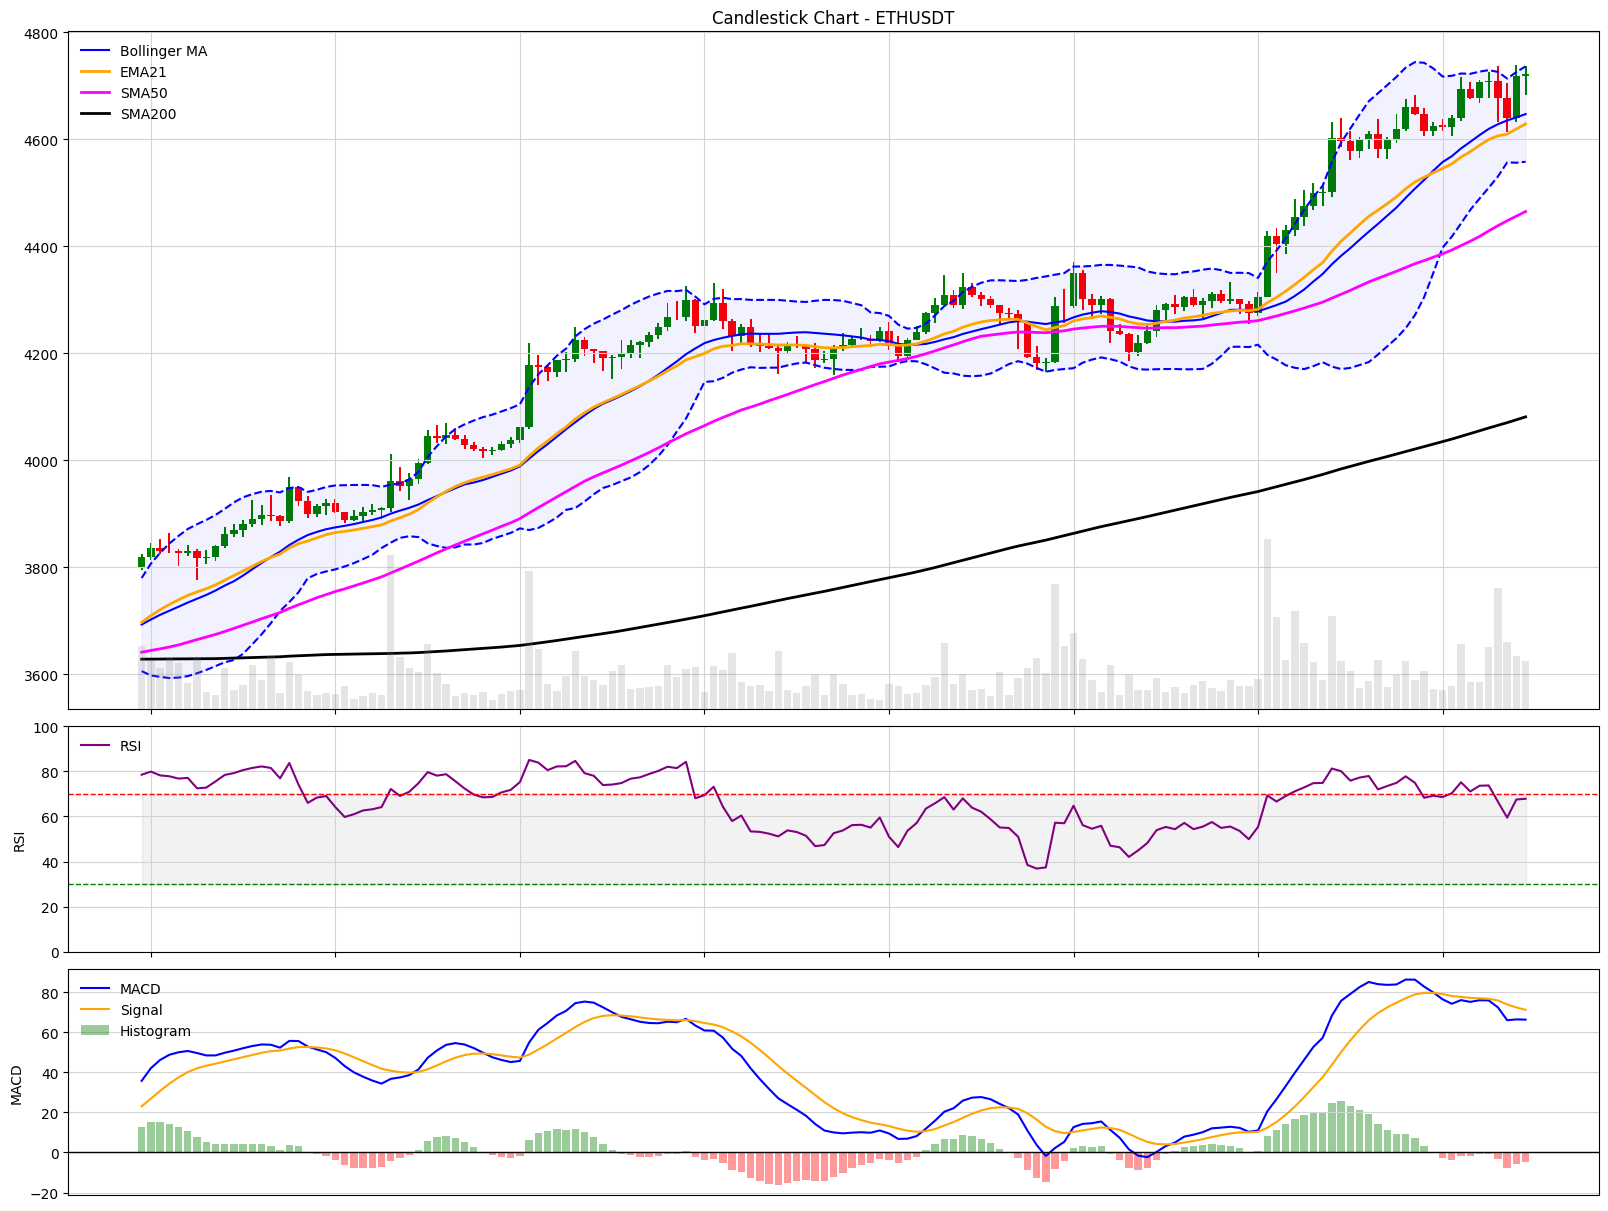 Candlestick Chart - ETHUSDT
Bollinger MA
EMA21
SMA50
SMA200
4800
4600
4400
4200
4000
3800
3600
RSI
RSI
100
80
60
40
20
0
MACD
Signal
Histogram
MACD
80
60
40
20
0
−20